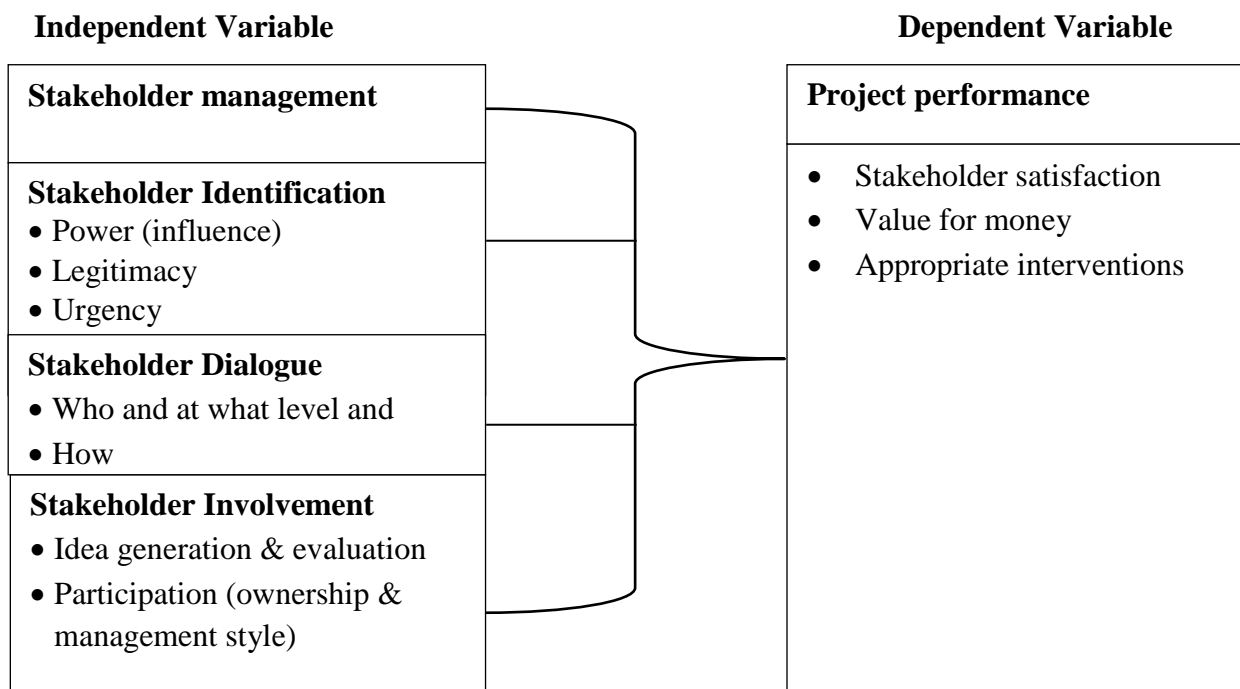 Independent Variable
Dependent Variable
Stakeholder management
Stakeholder Identification
• Power (influence)
• Legitimacy
• Urgency
Stakeholder Dialogue
• Who and at what level and
• How
Stakeholder Involvement
• Idea generation & evaluation
• Participation (ownership &
management style)
Project performance
• Stakeholder satisfaction
• Value for money
• Appropriate interventions